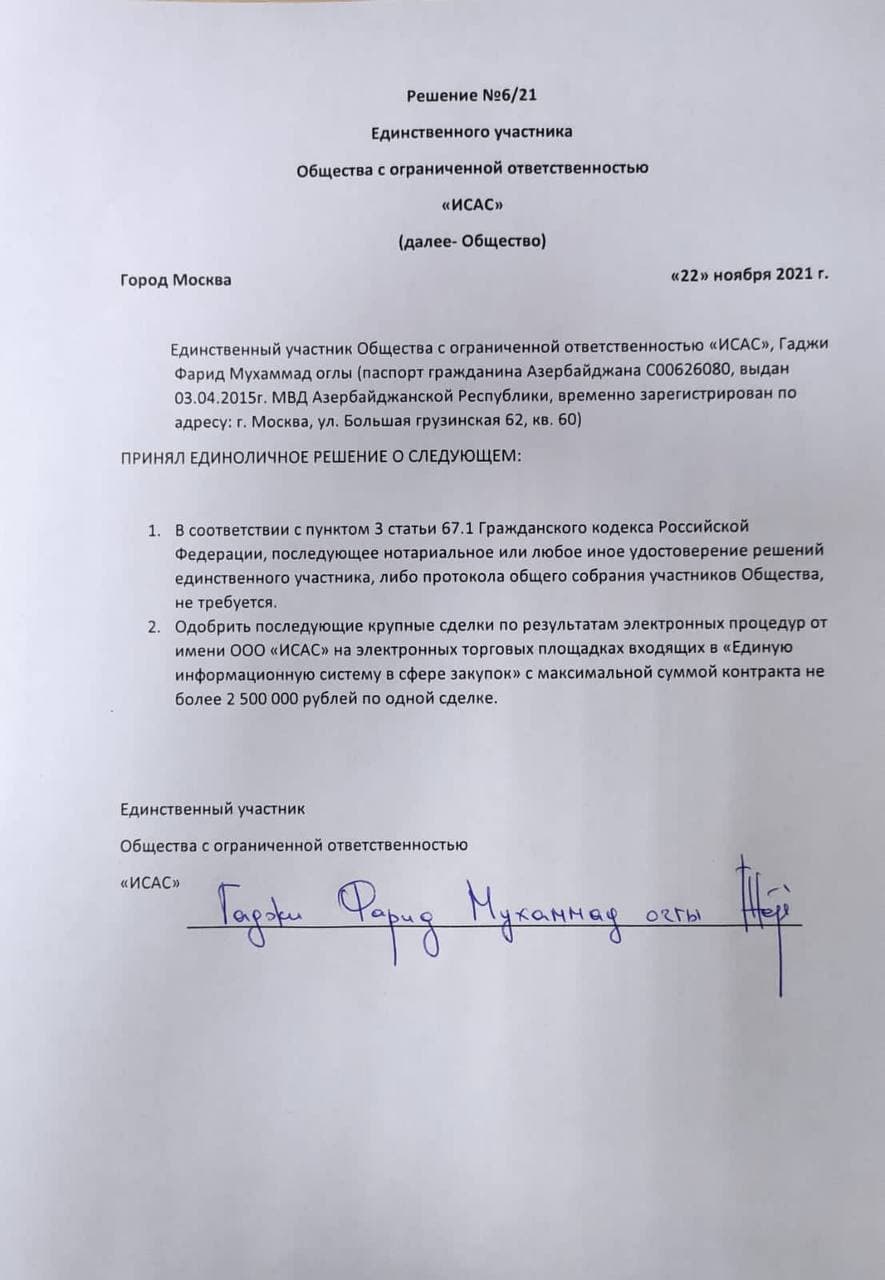 Решение №6/21
Единственного участника
Общества с ограниченной ответственностью
«ИСАС»
(далее- Общество)
Город Москва «22» ноября 2021 г.
Единственный участник Общества с ограниченной ответственностью «ИСАС», Гаджи
Фарид Мухаммад оглы (паспорт гражданина Азербайджана С00626080, выдан
03.04.2015г. МВД Азербайджанской Республики, временно зарегистрирован по
адресу: г. Москва, ул. Большая грузинская 62, кв. 60)
ПРИНЯЛ ЕДИНОЛИЧНОЕ РЕШЕНИЕ О СЛЕДУЮЩЕМ:
1. В соответствии с пунктом 3 статьи 67.1 Гражданского кодекса Российской
Федерации, последующее нотариальное или любое иное удостоверение решений
единственного участника, либо протокола общего собрания участников Общества,
не требуется.
2. Одобрить последующие крупные сделки по результатам электронных процедур от
имени ООО «ИСАС» на электронных торговых площадках входящих в «Единую
информационную систему в сфере закупок» с максимальной суммой контракта не
более 2 500 000 рублей по одной сделке.
Единственный участник
Общества с ограниченной ответственностью
«ИСАС»
Гаджи Фарид Мухаммад оглы